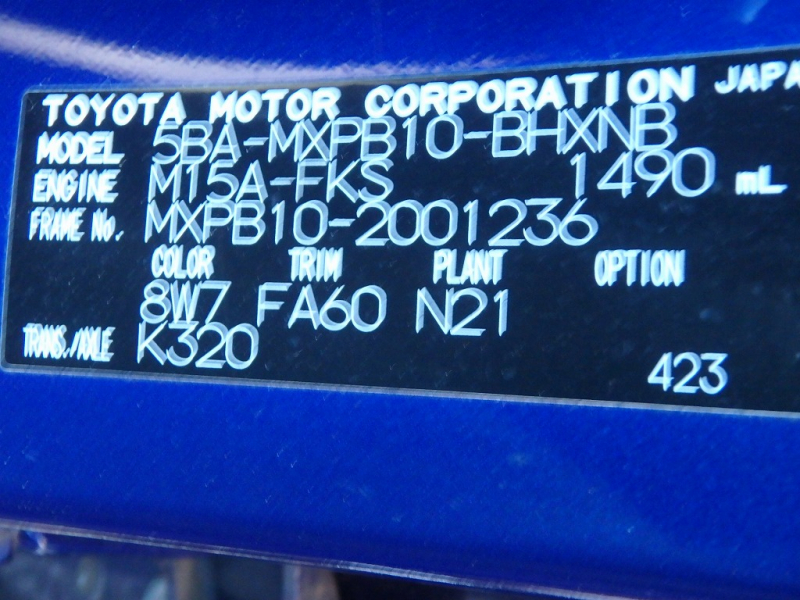 TOYOTA MOTOR CORPORATION JAPA
MODEL 5BA-MXPB10-BHXNB
ENGINE M15A-FKS 1490 mL
FRAME No. MXPB10-2001236
COLOR TRIM PLANT OPTION
8W7 FA60 N21
TRANS./AXLE K320
423